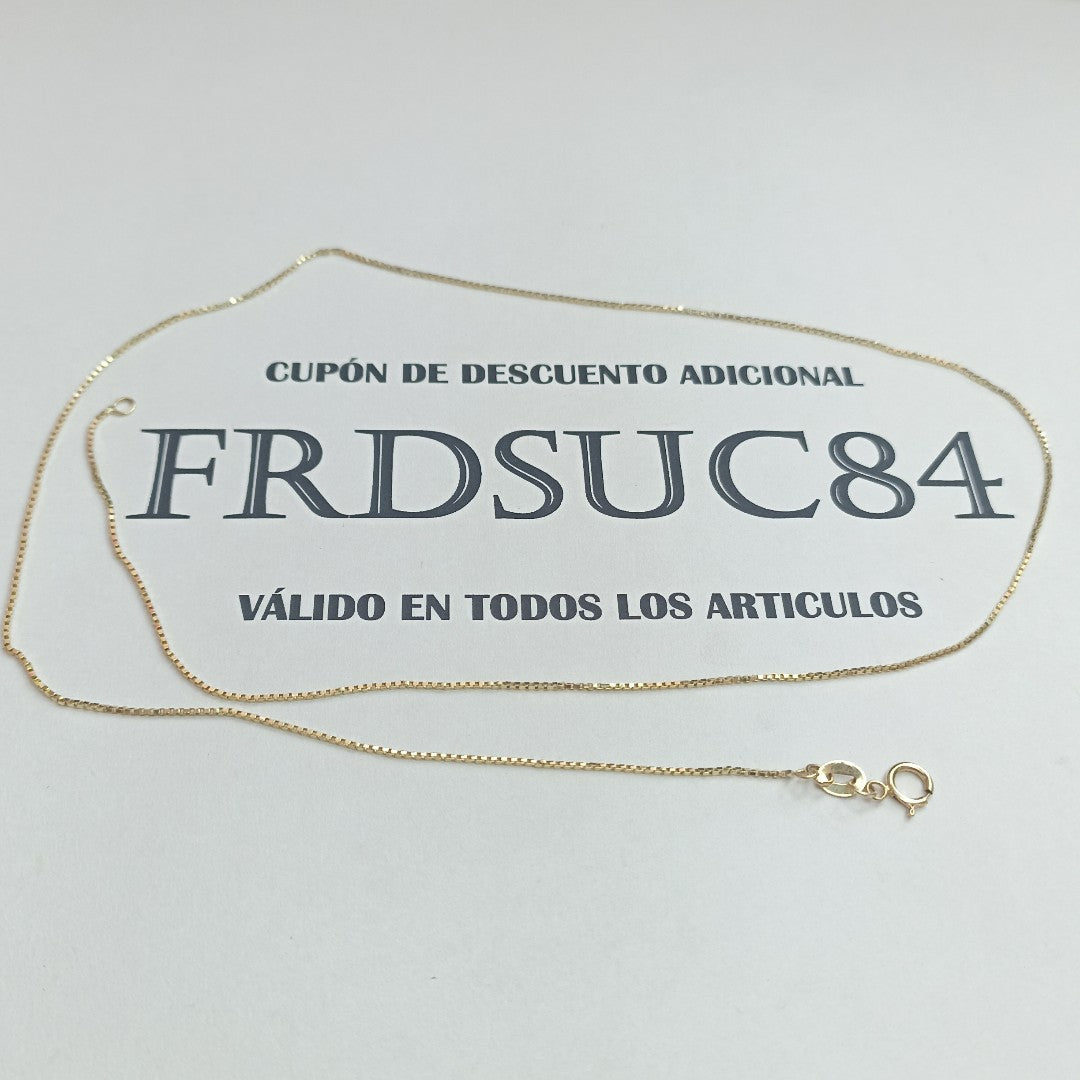 CUPÓN DE DESCUENTO ADICIONAL
FRDSUC84
VÁLIDO EN TODOS LOS ARTICULOS